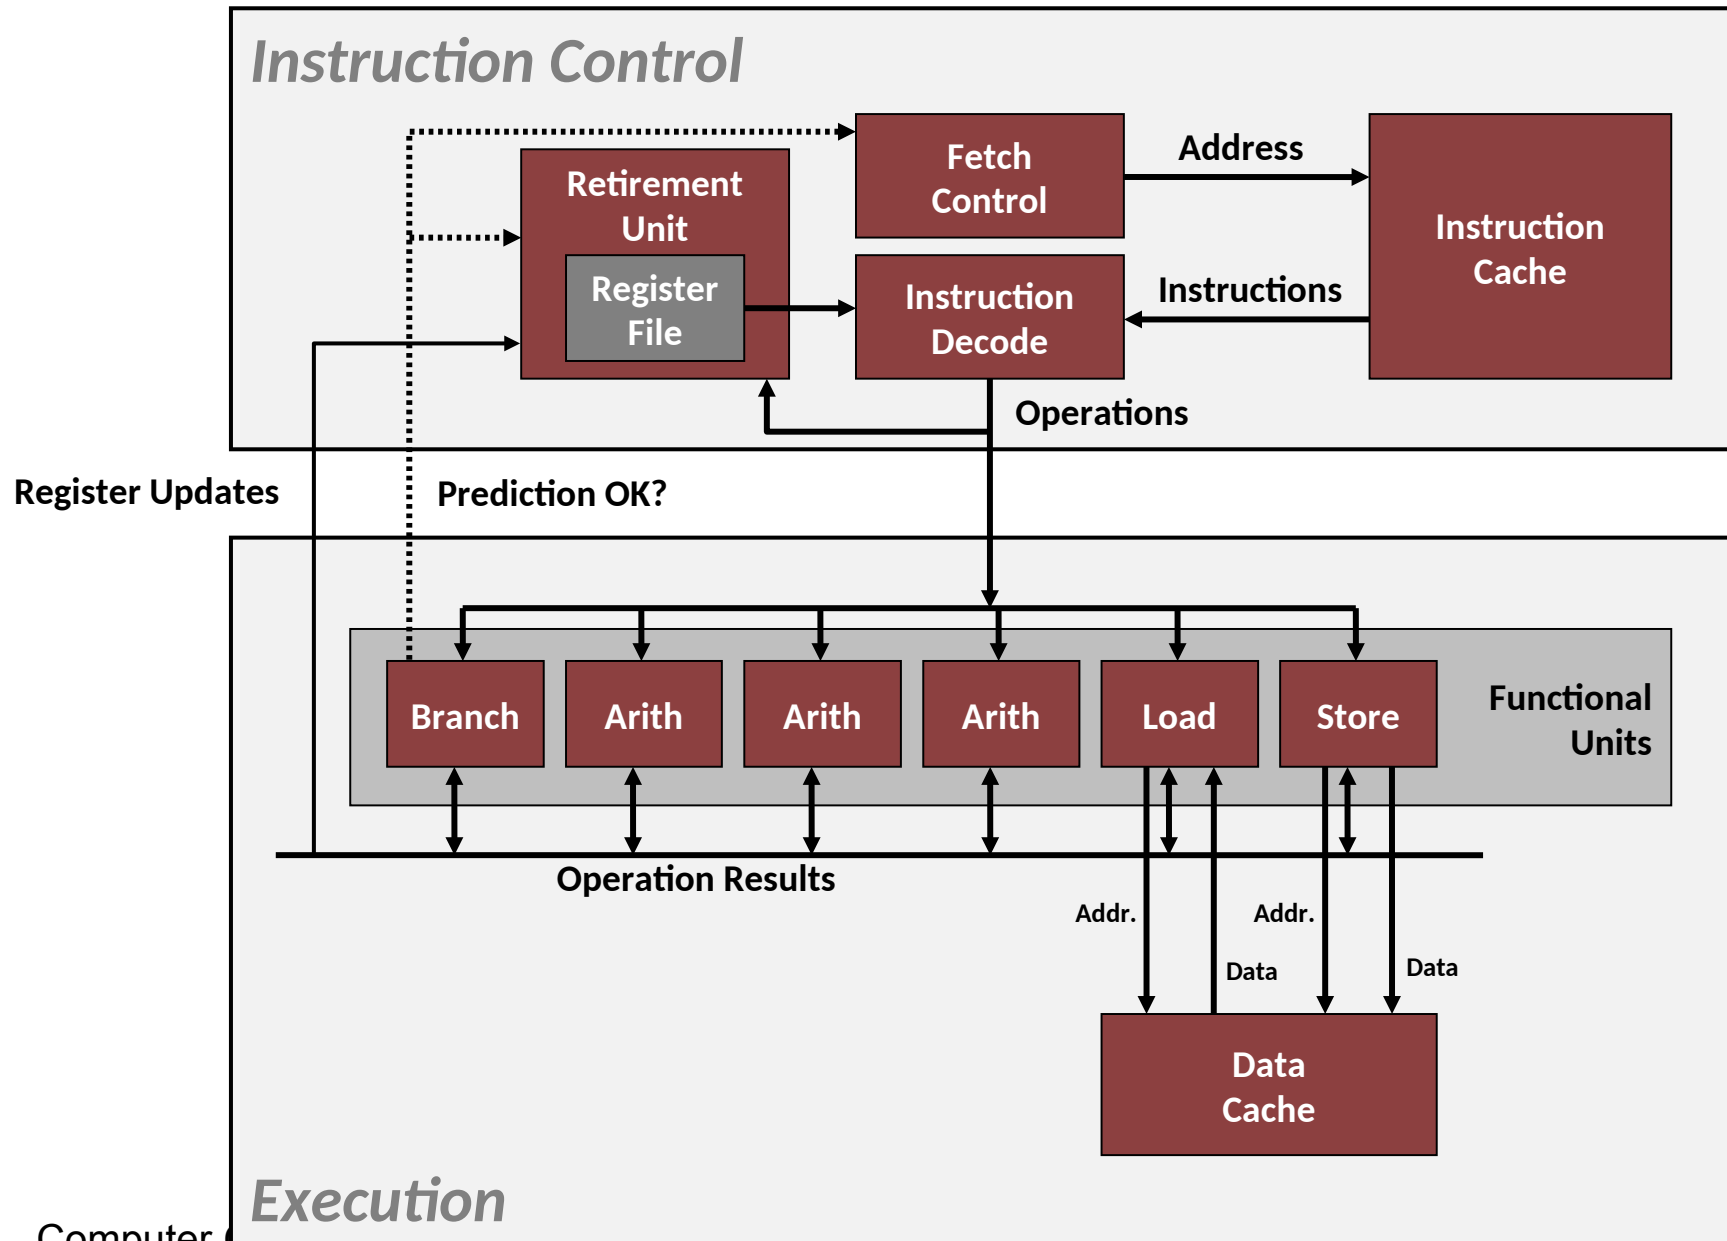 Instruction Control
Fetch
Control
Address
Retirement
Unit
Instruction
Cache
Register
File
Instruction
Decode
Instructions
Operations
Register Updates
Prediction OK?
Branch
Arith
Arith
Arith
Load
Store
Functional
Units
Operation Results
Addr.
Addr.
Data
Data
Data
Cache
Execution
Computer